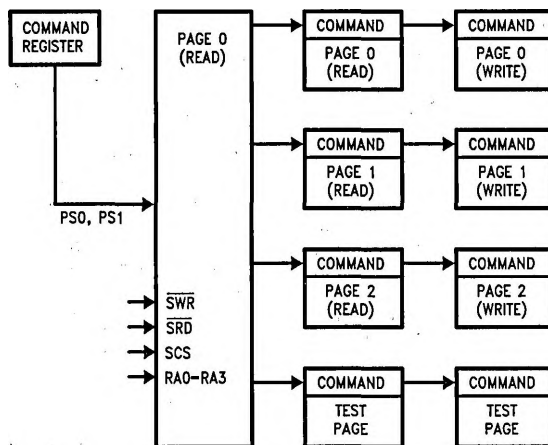 COMMAND
REGISTER
PS0, PS1
PAGE 0
(READ)
SWR
SRD
SCS
RA0-RA3
COMMAND
PAGE 0
(READ)
COMMAND
PAGE 0
(WRITE)
COMMAND
PAGE 1
(READ)
COMMAND
PAGE 1
(WRITE)
COMMAND
PAGE 2
(READ)
COMMAND
PAGE 2
(WRITE)
COMMAND
TEST
PAGE
COMMAND
TEST
PAGE